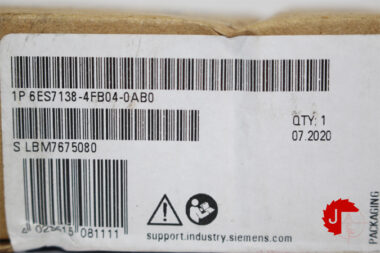 1P 6ES7138-4FB04-0AB0
QTY: 1
07.2020
S LBM7675080
support.industry.siemens.com
PACKAGING